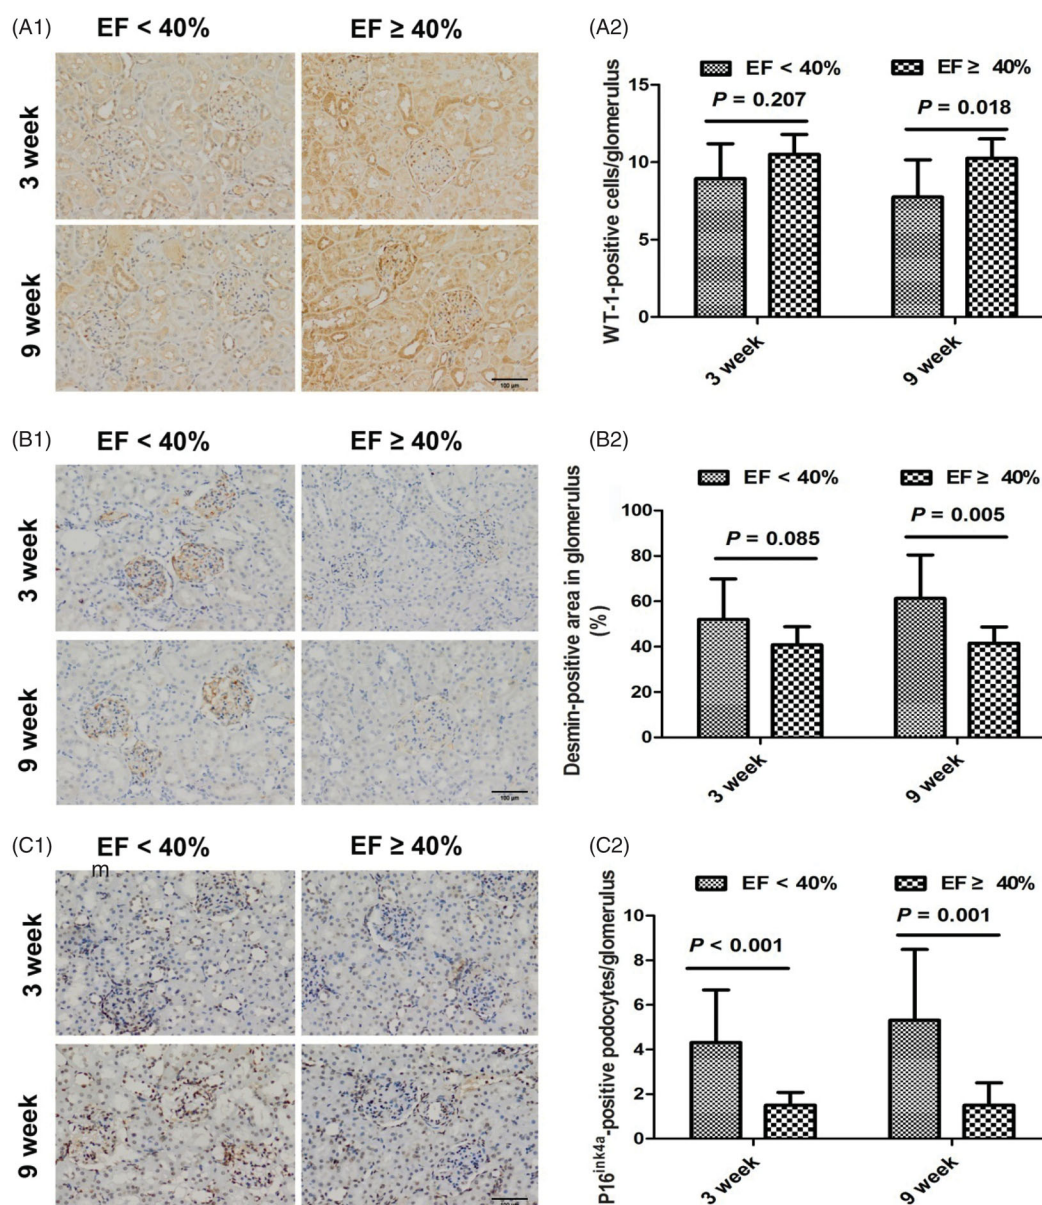 (A1)
EF < 40%
EF ≥ 40%
3 week
9 week
100 µm
(A2)
EF < 40%
EF ≥ 40%
P = 0.207
P = 0.018
WT-1-positive cells/glomerulus
15
10
5
0
3 week
9 week
(B1)
EF < 40%
EF ≥ 40%
3 week
9 week
100 µm
(B2)
EF < 40%
EF ≥ 40%
P = 0.085
P = 0.005
Desmin-positive area in glomerulus
(%)
100
80
60
40
20
0
3 week
9 week
(C1)
EF < 40%
EF ≥ 40%
m
3 week
9 week
(C2)
EF < 40%
EF ≥ 40%
P < 0.001
P = 0.001
P16ink4a-positive podocytes/glomerulus
10
8
6
4
2
0
3 week
9 week